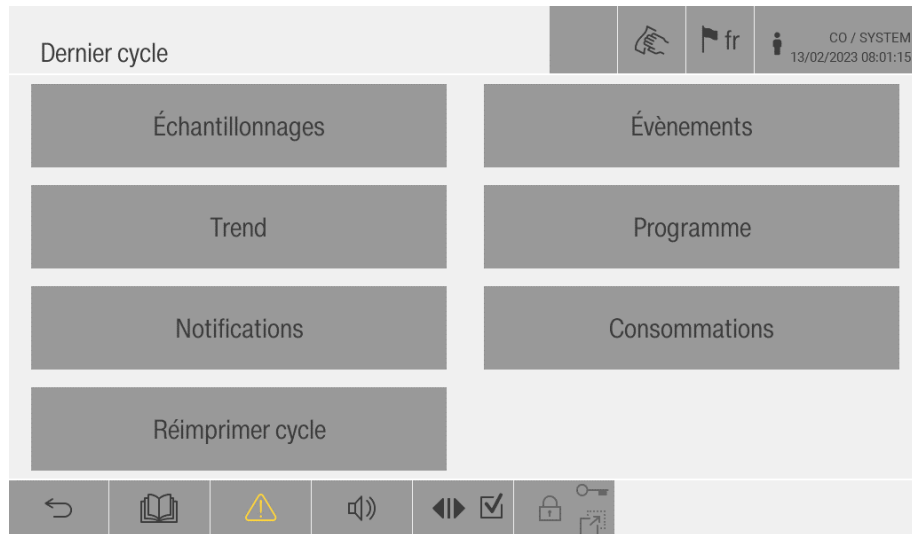 Dernier cycle
fr
CO / SYSTEM
13/02/2023 08:01:15
Échantillonnages
Évènements
Trend
Programme
Notifications
Consommations
Réimprimer cycle